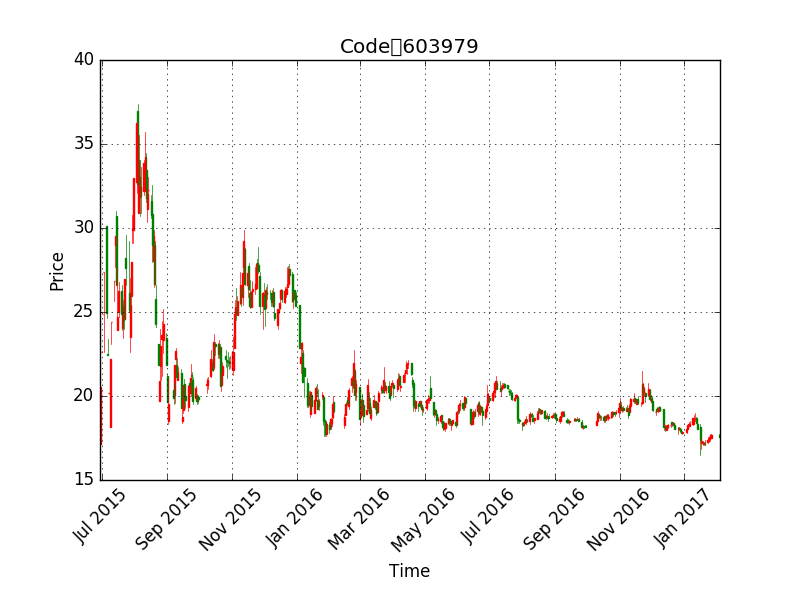 Code▯603979
40
35
30
25
20
15
Price
Jul 2015
Sep 2015
Nov 2015
Jan 2016
Mar 2016
May 2016
Jul 2016
Sep 2016
Nov 2016
Jan 2017
Time